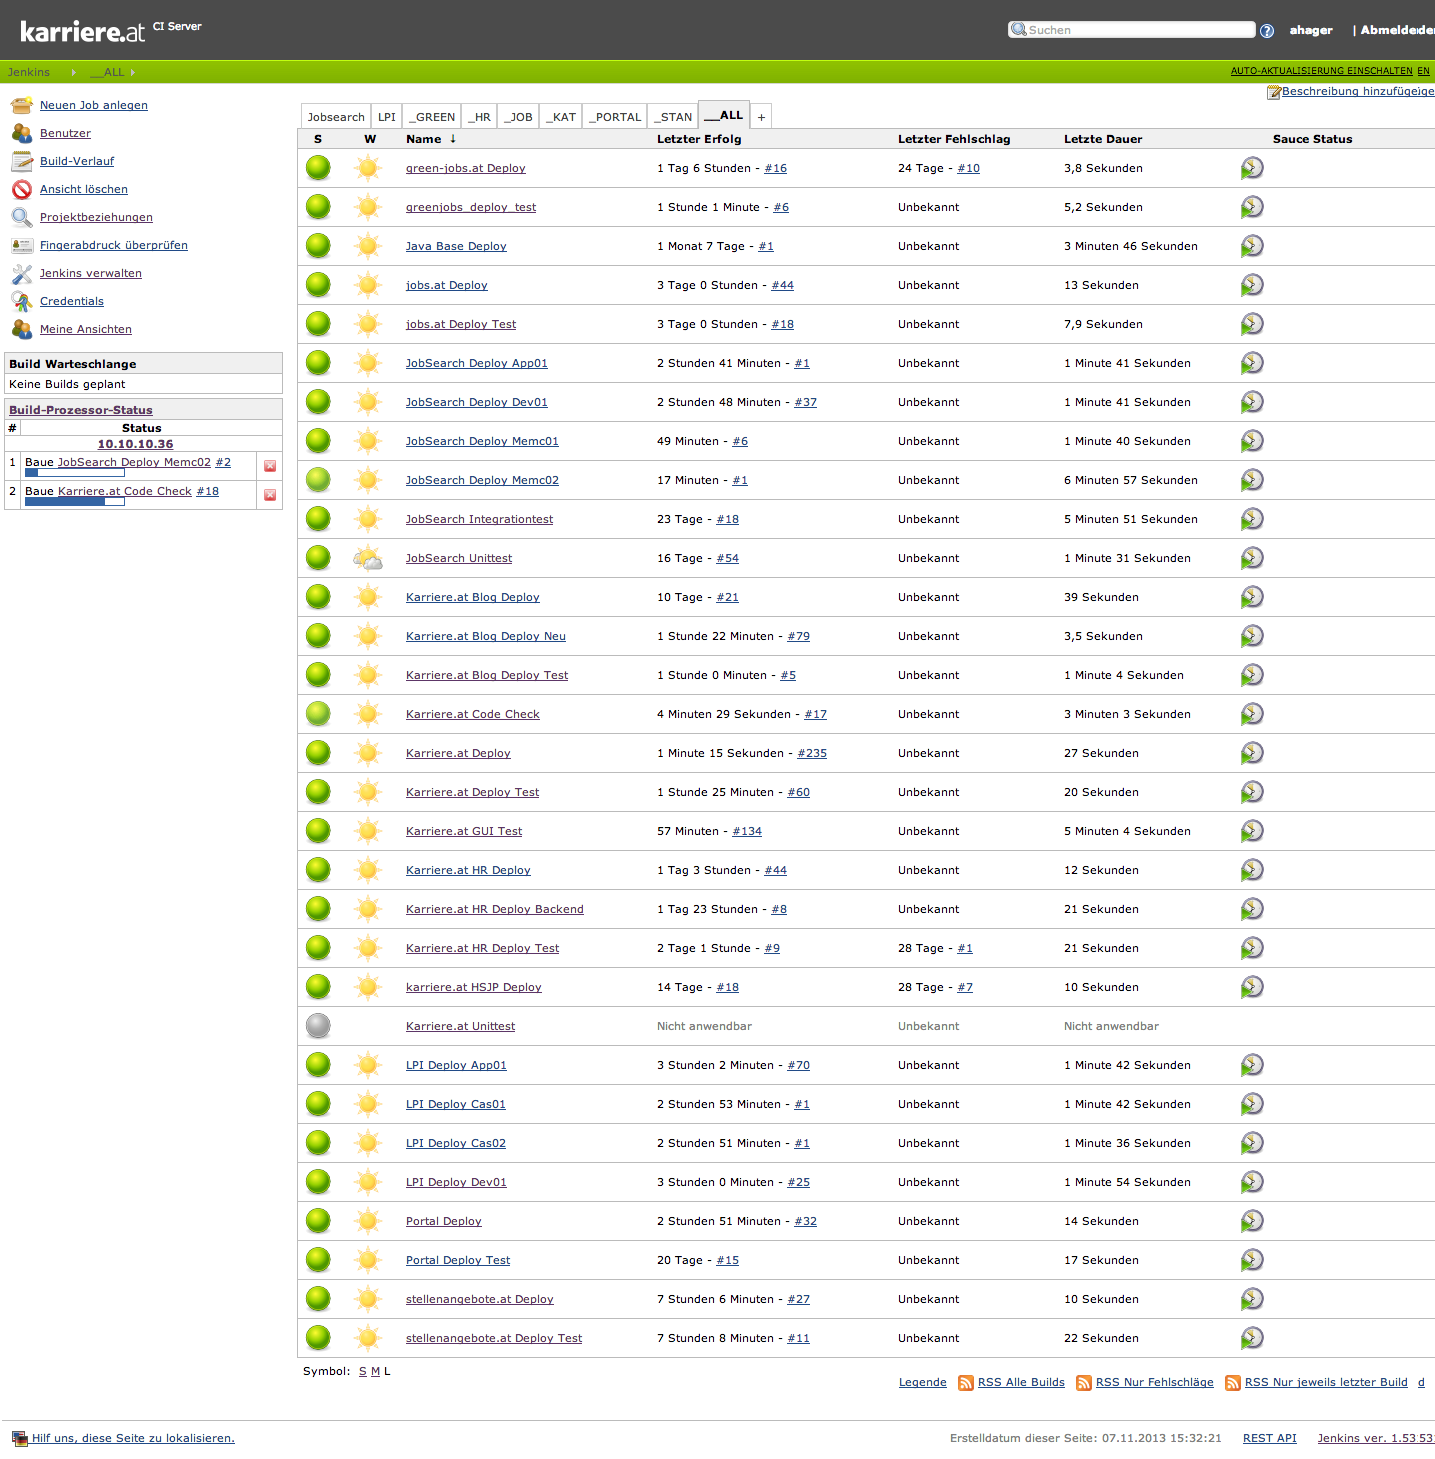 karriere.at CI Server
Suchen ahager | Abmelden
Jenkins __ALL AUTO-AKTUALISIERUNG EINSCHALTEN EN
Beschreibung hinzufügen
Neuen Job anlegen
Benutzer
Build-Verlauf
Ansicht löschen
Projektbeziehungen
Fingerabdruck überprüfen
Jenkins verwalten
Credentials
Meine Ansichten
Build Warteschlange
Keine Builds geplant
Build-Prozessor-Status
# Status
10.10.10.36
1 Baue JobSearch Deploy Memc02 #2
2 Baue Karriere.at Code Check #18
Jobsearch LPI _GREEN _HR _JOB _KAT _PORTAL _STAN __ALL +
S W Name ↓ Letzter Erfolg Letzter Fehlschlag Letzte Dauer Sauce Status
green-jobs.at Deploy 1 Tag 6 Stunden - #16 24 Tage - #10 3,8 Sekunden
greenjobs_deploy_test 1 Stunde 1 Minute - #6 Unbekannt 5,2 Sekunden
Java Base Deploy 1 Monat 7 Tage - #1 Unbekannt 3 Minuten 46 Sekunden
jobs.at Deploy 3 Tage 0 Stunden - #44 Unbekannt 13 Sekunden
jobs.at Deploy Test 3 Tage 0 Stunden - #18 Unbekannt 7,9 Sekunden
JobSearch Deploy App01 2 Stunden 41 Minuten - #1 Unbekannt 1 Minute 41 Sekunden
JobSearch Deploy Dev01 2 Stunden 48 Minuten - #37 Unbekannt 1 Minute 41 Sekunden
JobSearch Deploy Memc01 49 Minuten - #6 Unbekannt 1 Minute 40 Sekunden
JobSearch Deploy Memc02 17 Minuten - #1 Unbekannt 6 Minuten 57 Sekunden
JobSearch Integrationtest 23 Tage - #18 Unbekannt 5 Minuten 51 Sekunden
JobSearch Unittest 16 Tage - #54 Unbekannt 1 Minute 31 Sekunden
Karriere.at Blog Deploy 10 Tage - #21 Unbekannt 39 Sekunden
Karriere.at Blog Deploy Neu 1 Stunde 22 Minuten - #79 Unbekannt 3,5 Sekunden
Karriere.at Blog Deploy Test 1 Stunde 0 Minuten - #5 Unbekannt 1 Minute 4 Sekunden
Karriere.at Code Check 4 Minuten 29 Sekunden - #17 Unbekannt 3 Minuten 3 Sekunden
Karriere.at Deploy 1 Minute 15 Sekunden - #235 Unbekannt 27 Sekunden
Karriere.at Deploy Test 1 Stunde 25 Minuten - #60 Unbekannt 20 Sekunden
Karriere.at GUI Test 57 Minuten - #134 Unbekannt 5 Minuten 4 Sekunden
Karriere.at HR Deploy 1 Tag 3 Stunden - #44 Unbekannt 12 Sekunden
Karriere.at HR Deploy Backend 1 Tag 23 Stunden - #8 Unbekannt 21 Sekunden
Karriere.at HR Deploy Test 2 Tage 1 Stunde - #9 28 Tage - #1 21 Sekunden
karriere.at HSJP Deploy 14 Tage - #18 28 Tage - #7 10 Sekunden
Karriere.at Unittest Nicht anwendbar Unbekannt Nicht anwendbar
LPI Deploy App01 3 Stunden 2 Minuten - #70 Unbekannt 1 Minute 42 Sekunden
LPI Deploy Cas01 2 Stunden 53 Minuten - #1 Unbekannt 1 Minute 42 Sekunden
LPI Deploy Cas02 2 Stunden 51 Minuten - #1 Unbekannt 1 Minute 36 Sekunden
LPI Deploy Dev01 3 Stunden 0 Minuten - #25 Unbekannt 1 Minute 54 Sekunden
Portal Deploy 2 Stunden 51 Minuten - #32 Unbekannt 14 Sekunden
Portal Deploy Test 20 Tage - #15 Unbekannt 17 Sekunden
stellenangebote.at Deploy 7 Stunden 6 Minuten - #27 Unbekannt 10 Sekunden
stellenangebote.at Deploy Test 7 Stunden 8 Minuten - #11 Unbekannt 22 Sekunden
Symbol: S M L
Legende RSS Alle Builds RSS Nur Fehlschläge RSS Nur jeweils letzter Build d
Hilf uns, diese Seite zu lokalisieren. Erstelldatum dieser Seite: 07.11.2013 15:32:21 REST API Jenkins ver. 1.53